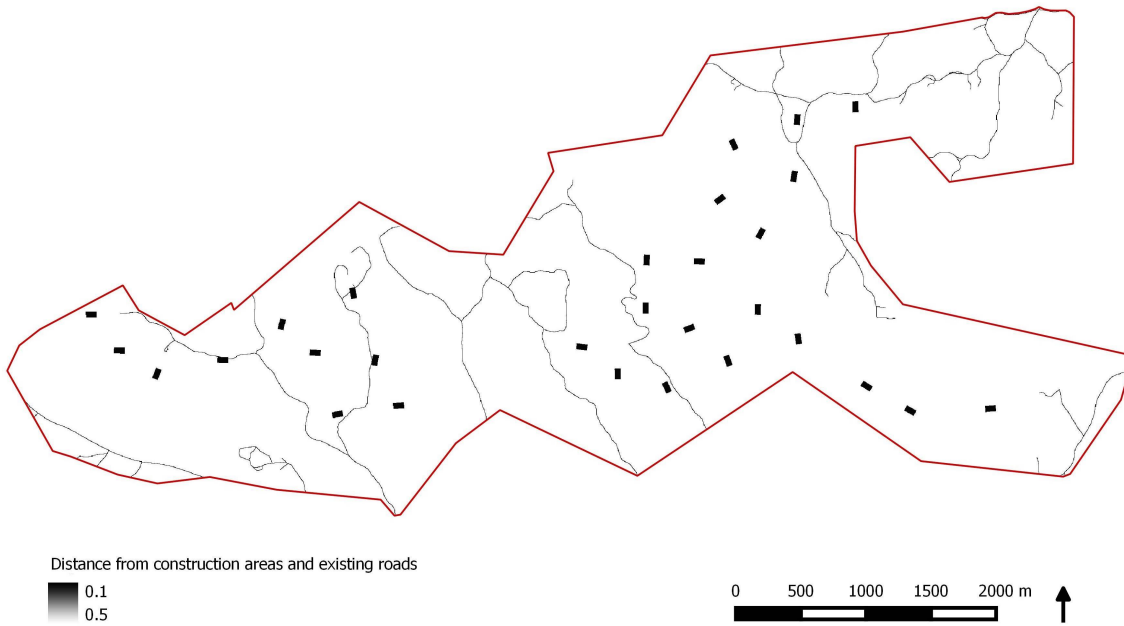 Distance from construction areas and existing roads
0.1
0.5
0 500 1000 1500 2000 m